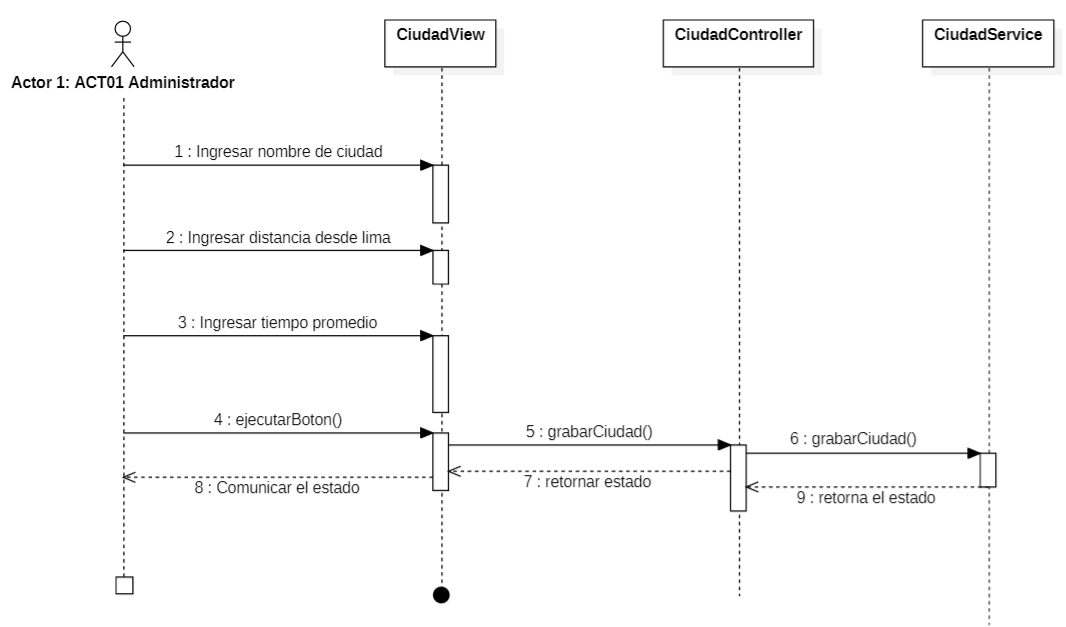 CiudadView
CiudadController
CiudadService
Actor 1: ACT01 Administrador
1 : Ingresar nombre de ciudad
2 : Ingresar distancia desde lima
3 : Ingresar tiempo promedio
4 : ejecutarBoton()
5 : grabarCiudad()
6 : grabarCiudad()
7 : retornar estado
8 : Comunicar el estado
9 : retorna el estado